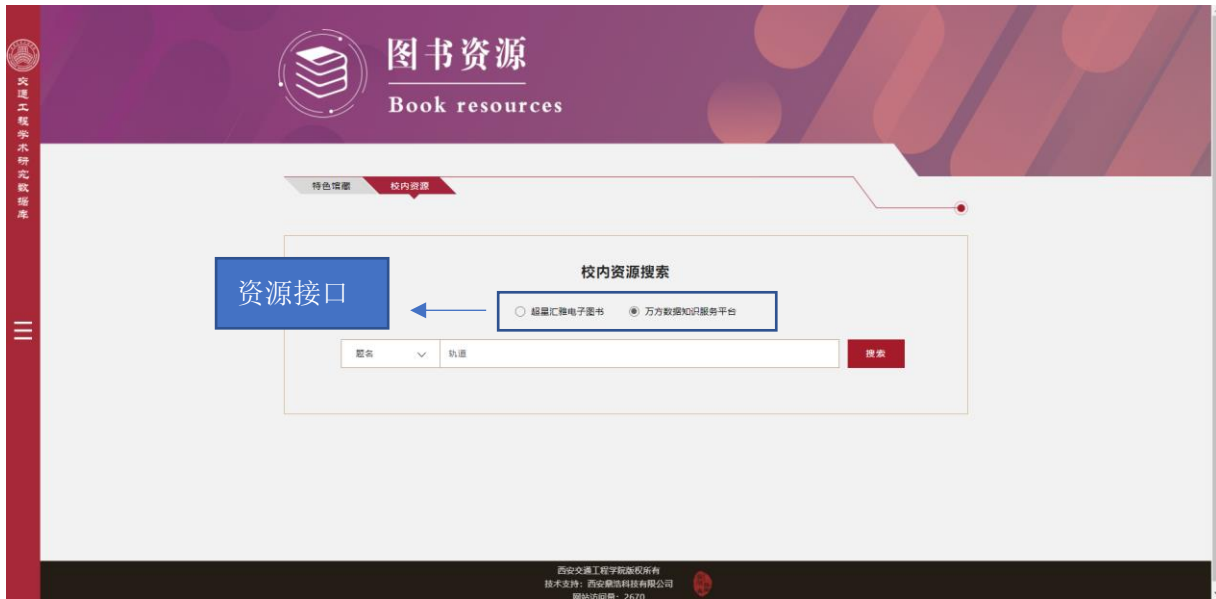 交通工程学术研究数据库
图书资源
Book resources
特色馆藏
校内资源
校内资源搜索
资源接口
超星汇雅电子图书
万方数据知识服务平台
题名
轨道
搜索
西安交通工程学院版权所有
技术支持：西安鼎浩科技有限公司
网站访问量：2670